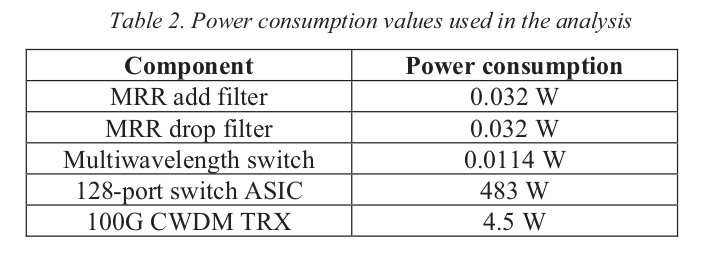 Table 2. Power consumption values used in the analysis
Component Power consumption
MRR add filter 0.032 W
MRR drop filter 0.032 W
Multiwavelength switch 0.0114 W
128-port switch ASIC 483 W
100G CWDM TRX 4.5 W